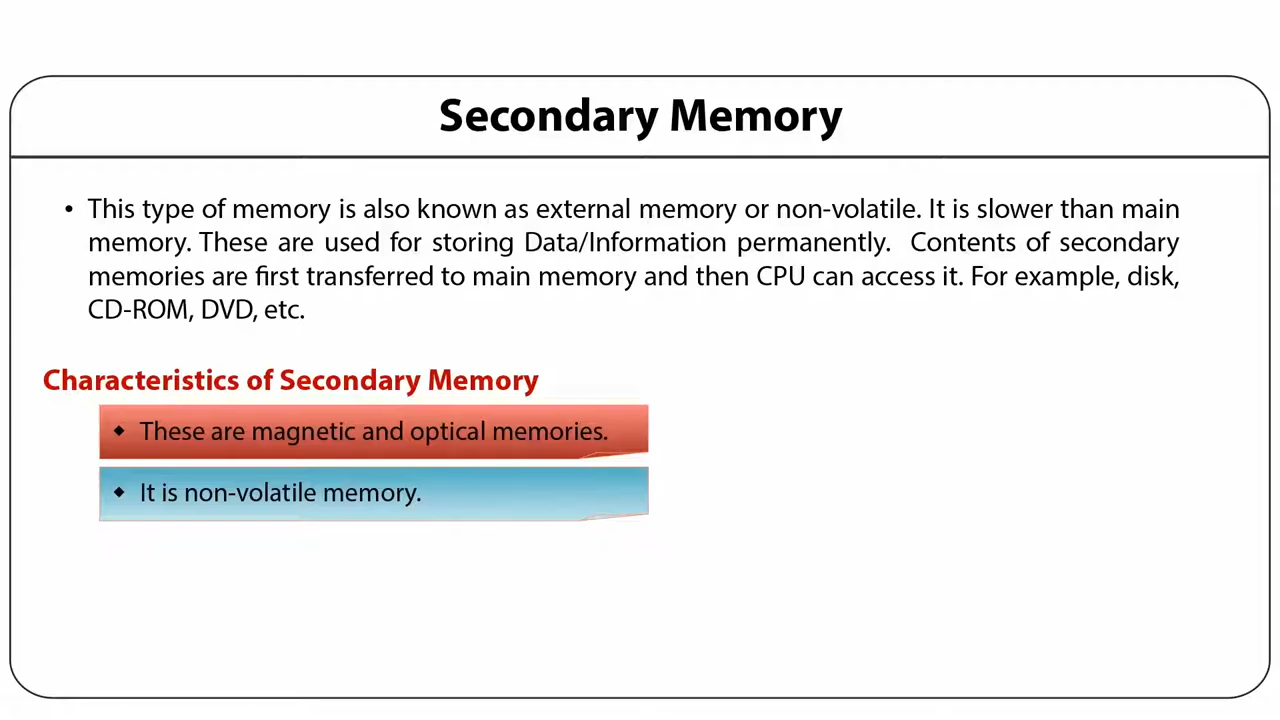 Secondary Memory
• This type of memory is also known as external memory or non-volatile. It is slower than main
memory. These are used for storing Data/Information permanently. Contents of secondary
memories are first transferred to main memory and then CPU can access it. For example, disk,
CD-ROM, DVD, etc.
Characteristics of Secondary Memory
◆ These are magnetic and optical memories.
◆ It is non-volatile memory.